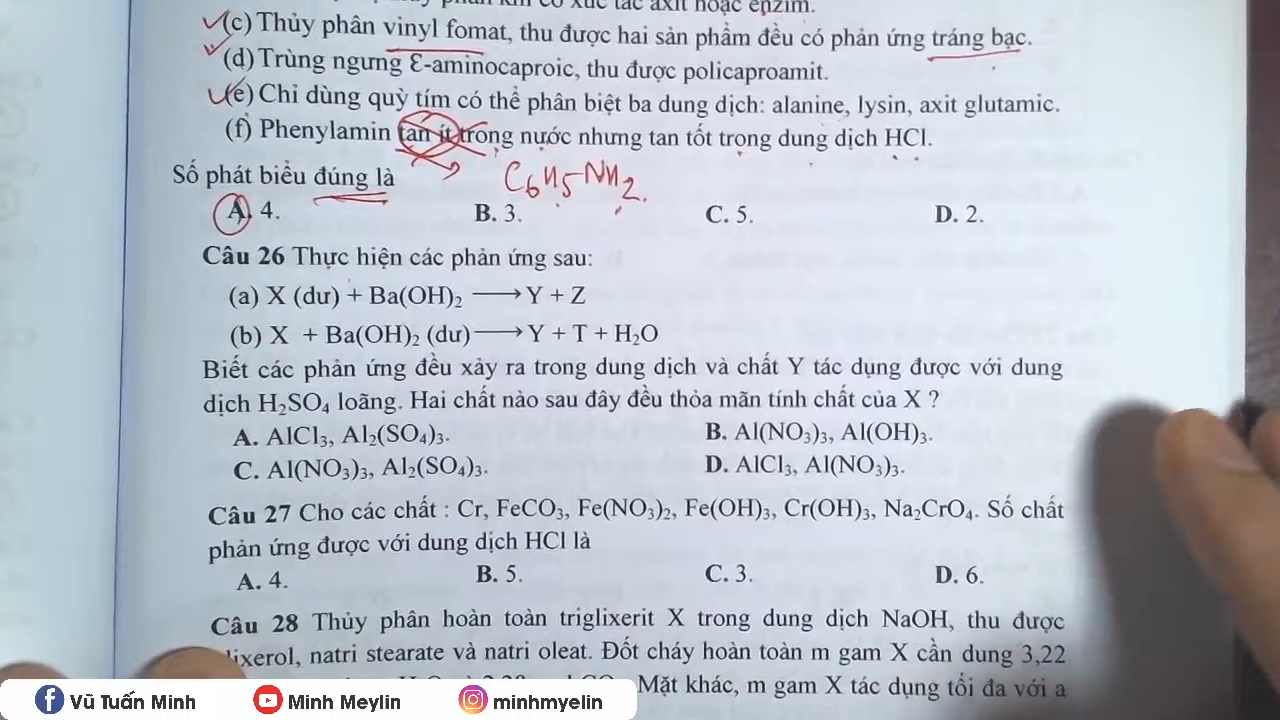 xúc tác axit hoặc enzim.
(c) Thủy phân vinyl fomat, thu được hai sản phẩm đều có phản ứng tráng bạc.
(d) Trùng ngưng Ɛ-aminocaproic, thu được policaproamit.
(e) Chỉ dùng quỳ tím có thể phân biệt ba dung dịch: alanine, lysin, axit glutamic.
(f) Phenylamin tan ít trong nước nhưng tan tốt trong dung dịch HCl.
Số phát biểu đúng là
C6H5-NH2.
A. 4. B. 3. C. 5. D. 2.
Câu 26 Thực hiện các phản ứng sau:
(a) X (dư) + Ba(OH)₂ ⟶ Y + Z
(b) X + Ba(OH)₂ (dư) ⟶ Y + T + H₂O
Biết các phản ứng đều xảy ra trong dung dịch và chất Y tác dụng được với dung
dịch H₂SO₄ loãng. Hai chất nào sau đây đều thỏa mãn tính chất của X ?
A. AlCl₃, Al₂(SO₄)₃. B. Al(NO₃)₃, Al(OH)₃.
C. Al(NO₃)₃, Al₂(SO₄)₃. D. AlCl₃, Al(NO₃)₃.
Câu 27 Cho các chất : Cr, FeCO₃, Fe(NO₃)₂, Fe(OH)₃, Cr(OH)₃, Na₂CrO₄. Số chất
phản ứng được với dung dịch HCl là
A. 4. B. 5. C. 3. D. 6.
Câu 28 Thủy phân hoàn toàn triglixerit X trong dung dịch NaOH, thu được
lixerol, natri stearate và natri oleat. Đốt cháy hoàn toàn m gam X cần dung 3,22
Mặt khác, m gam X tác dụng tối đa với a
Vũ Tuấn Minh Minh Meylin minhmyelin